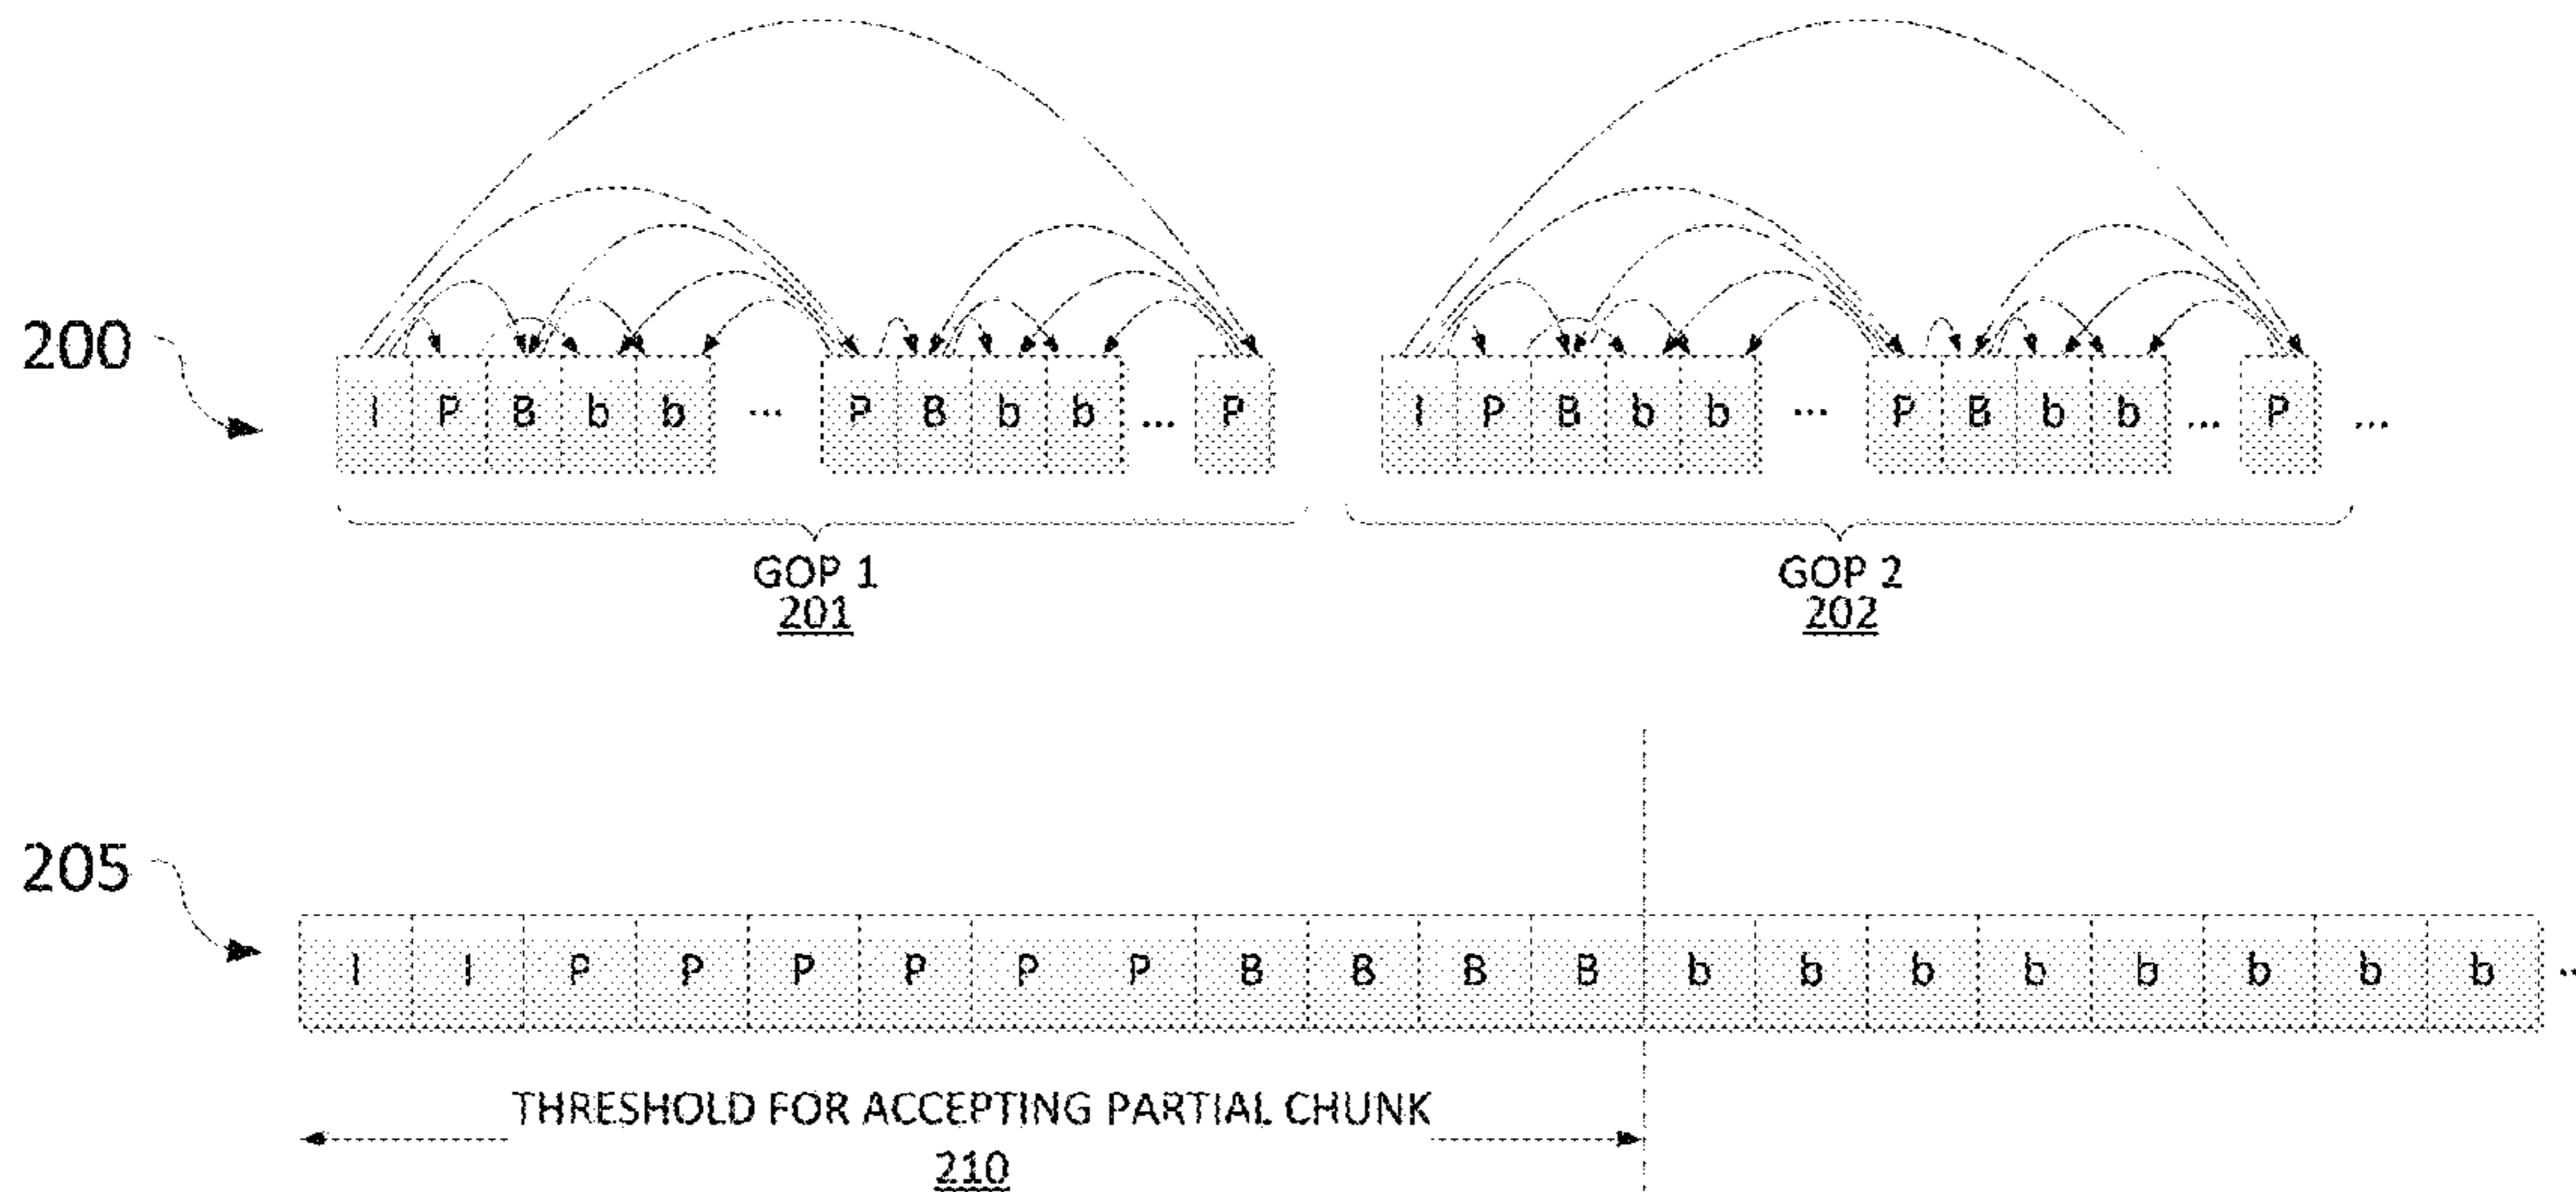 200
I P B b b ... P B b b ... P I P B b b ... P B b b ... P ...
GOP 1 GOP 2
201 202
205
I I P P P P P P B B B B b b b b b b b b ...
THRESHOLD FOR ACCEPTING PARTIAL CHUNK
210